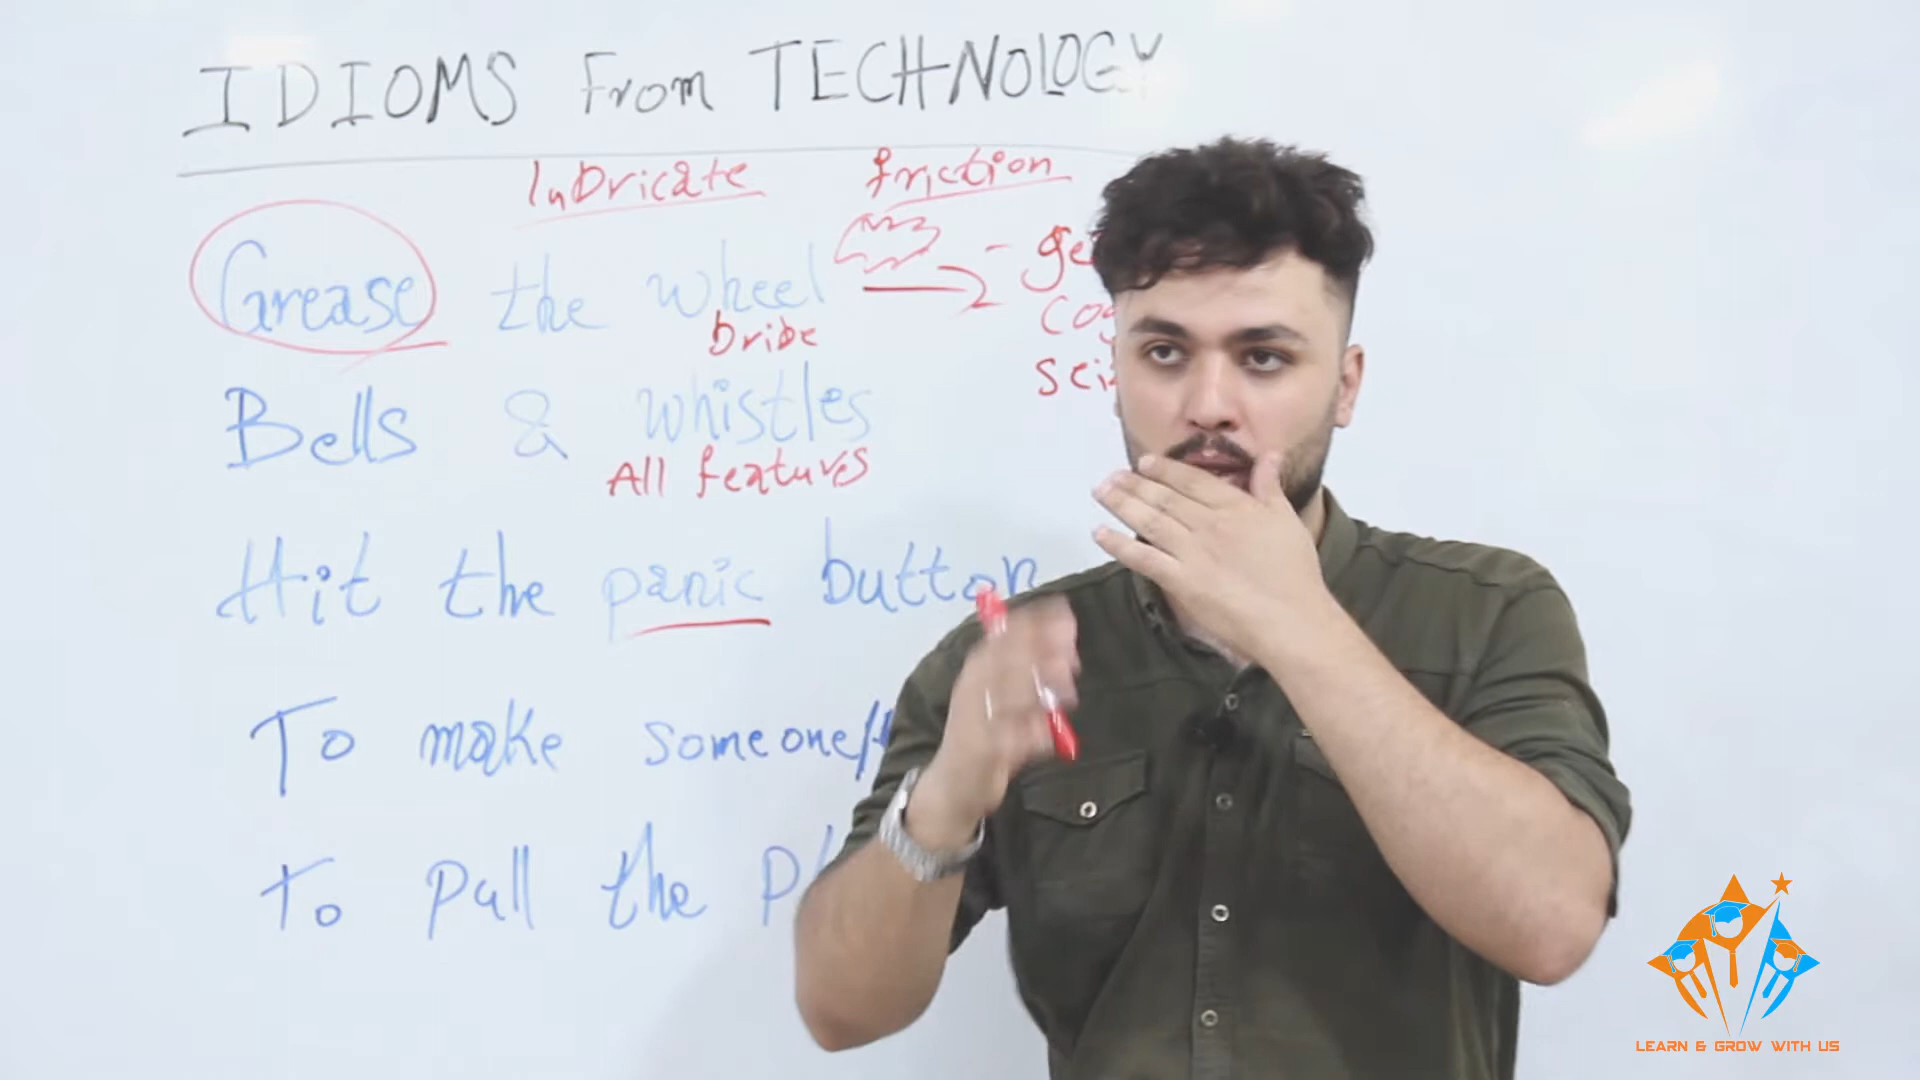 IDIOMS From TECHNOLOGY
lubricate friction
Grease the wheel
bribe
Bells & whistles
All features
Hit the panic button
To make someone/
To pull the
LEARN & GROW WITH US